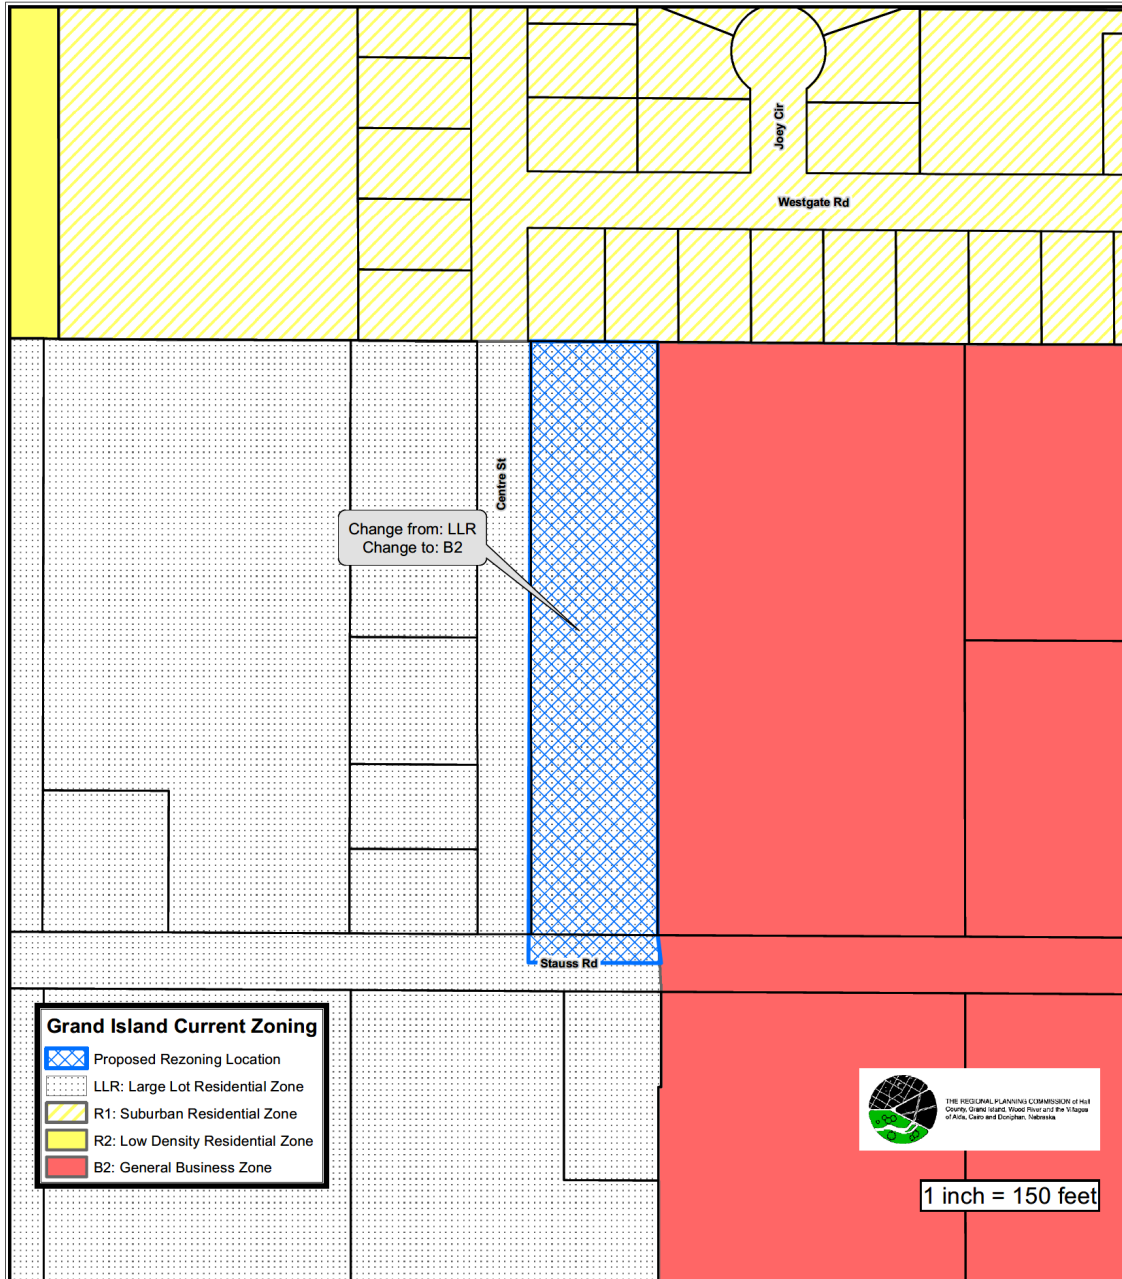 Joey Cir
Westgate Rd
Centre St
Change from: LLR
Change to: B2
Stauss Rd
Grand Island Current Zoning
Proposed Rezoning Location
LLR: Large Lot Residential Zone
R1: Suburban Residential Zone
R2: Low Density Residential Zone
B2: General Business Zone
THE REGIONAL PLANNING COMMISSION of Hall
County, Grand Island, Wood River and the Villages
of Alda, Cairo and Doniphan, Nebraska
1 inch = 150 feet